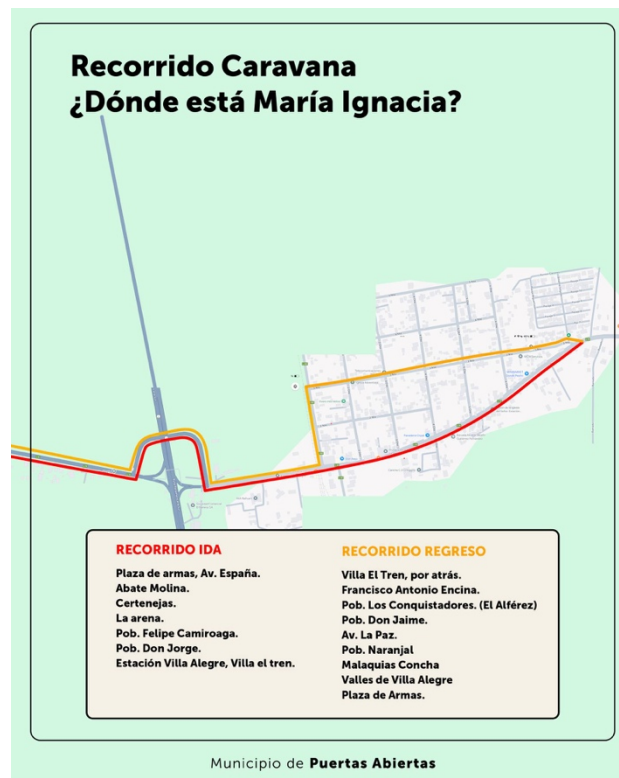 Recorrido Caravana
¿Dónde está María Ignacia?
RECORRIDO IDA
Plaza de armas, Av. España.
Abate Molina.
Certenejas.
La arena.
Pob. Felipe Camiroaga.
Pob. Don Jorge.
Estación Villa Alegre, Villa el tren.
RECORRIDO REGRESO
Villa El Tren, por atrás.
Francisco Antonio Encina.
Pob. Los Conquistadores. (El Alférez)
Pob. Don Jaime.
Av. La Paz.
Pob. Naranjal
Malaquias Concha
Valles de Villa Alegre
Plaza de Armas.
Municipio de Puertas Abiertas